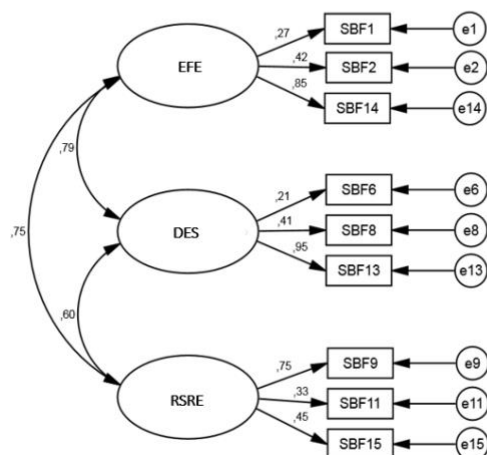 ,27 SBF1 e1
EFE ,42 SBF2 e2
,85 SBF14 e14
,79
,75
,21 SBF6 e6
DES ,41 SBF8 e8
,95 SBF13 e13
,60
,75 SBF9 e9
RSRE ,33 SBF11 e11
,45 SBF15 e15